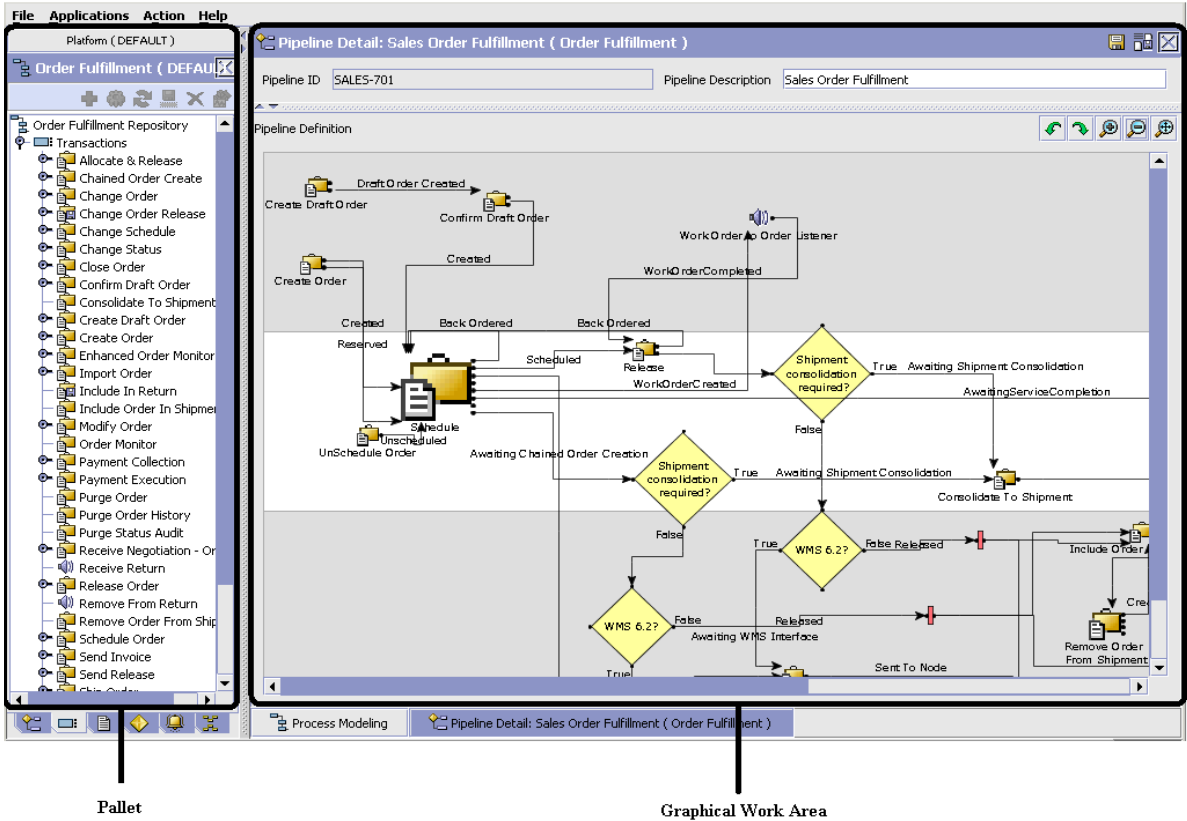 File Applications Action Help
Platform ( DEFAULT )
Order Fulfillment ( DEFAU
Order Fulfillment Repository
Transactions
Allocate & Release
Chained Order Create
Change Order
Change Order Release
Change Schedule
Change Status
Close Order
Confirm Draft Order
Consolidate To Shipment
Create Draft Order
Create Order
Enhanced Order Monitor
Import Order
Include In Return
Include Order In Shipmen
Modify Order
Order Monitor
Payment Collection
Payment Execution
Purge Order
Purge Order History
Purge Status Audit
Receive Negotiation - Or
Receive Return
Release Order
Remove From Return
Remove Order From Ship
Schedule Order
Send Invoice
Send Release
Ship Order
Pipeline Detail: Sales Order Fulfillment ( Order Fulfillment )
Pipeline ID SALES-701 Pipeline Description Sales Order Fulfillment
Pipeline Definition
Draft Order Created
Create Draft Order
Confirm Draft Order
Work Order to Order Listener
Created
WorkOrderCompleted
Create Order
Created
Back Ordered
Back Ordered
Reserved
Scheduled
Release
WorkOrderCreated
Shipment
consolidation
required?
True
Awaiting Shipment Consolidation
AwaitingServiceCompletion
False
Schedule
Unscheduled
UnSchedule Order
Awaiting Chained Order Creation
Shipment
consolidation
required?
True
Awaiting Shipment Consolidation
Consolidate To Shipment
False
True
WMS 6.2?
False
Released
Include Order
WMS 6.2?
False
Released
Awaiting WMS Interface
Crea
Remove Order
From Shipment
True
Sent To Node
Process Modeling
Pipeline Detail: Sales Order Fulfillment ( Order Fulfillment )
Pallet
Graphical Work Area